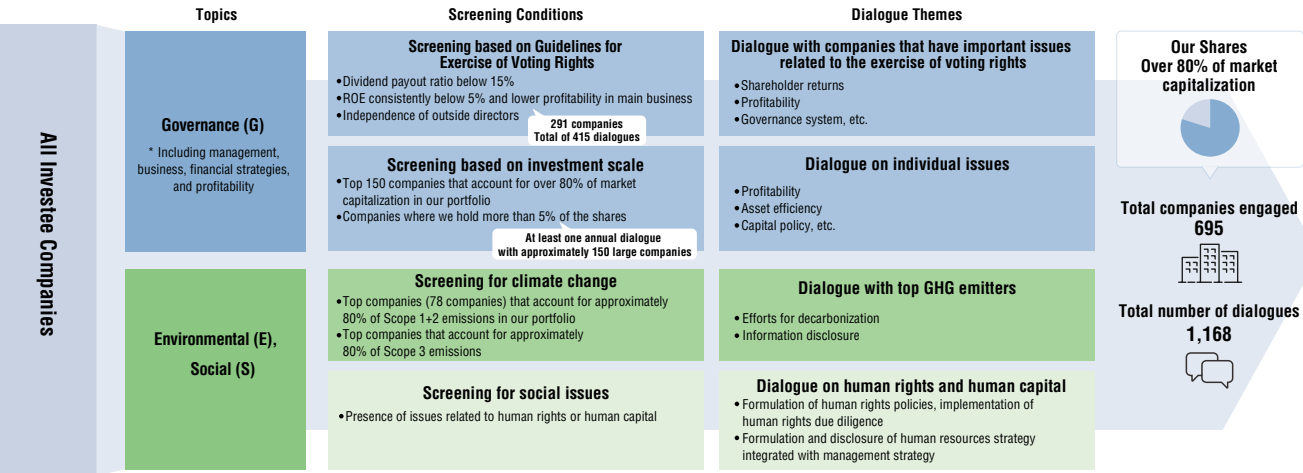 Topics
Screening Conditions
Dialogue Themes
All Investee Companies
Governance (G)
* Including management,
business, financial strategies,
and profitability
Screening based on Guidelines for
Exercise of Voting Rights
•Dividend payout ratio below 15%
•ROE consistently below 5% and lower profitability in main business
•Independence of outside directors
291 companies
Total of 415 dialogues
Dialogue with companies that have important issues
related to the exercise of voting rights
•Shareholder returns
•Profitability
•Governance system, etc.
Screening based on investment scale
•Top 150 companies that account for over 80% of market
capitalization in our portfolio
•Companies where we hold more than 5% of the shares
At least one annual dialogue
with approximately 150 large companies
Dialogue on individual issues
•Profitability
•Asset efficiency
•Capital policy, etc.
Environmental (E),
Social (S)
Screening for climate change
•Top companies (78 companies) that account for approximately
80% of Scope 1+2 emissions in our portfolio
•Top companies that account for approximately
80% of Scope 3 emissions
Dialogue with top GHG emitters
•Efforts for decarbonization
•Information disclosure
Screening for social issues
•Presence of issues related to human rights or human capital
Dialogue on human rights and human capital
•Formulation of human rights policies, implementation of
human rights due diligence
•Formulation and disclosure of human resources strategy
integrated with management strategy
Our Shares
Over 80% of market
capitalization
Total companies engaged
695
Total number of dialogues
1,168